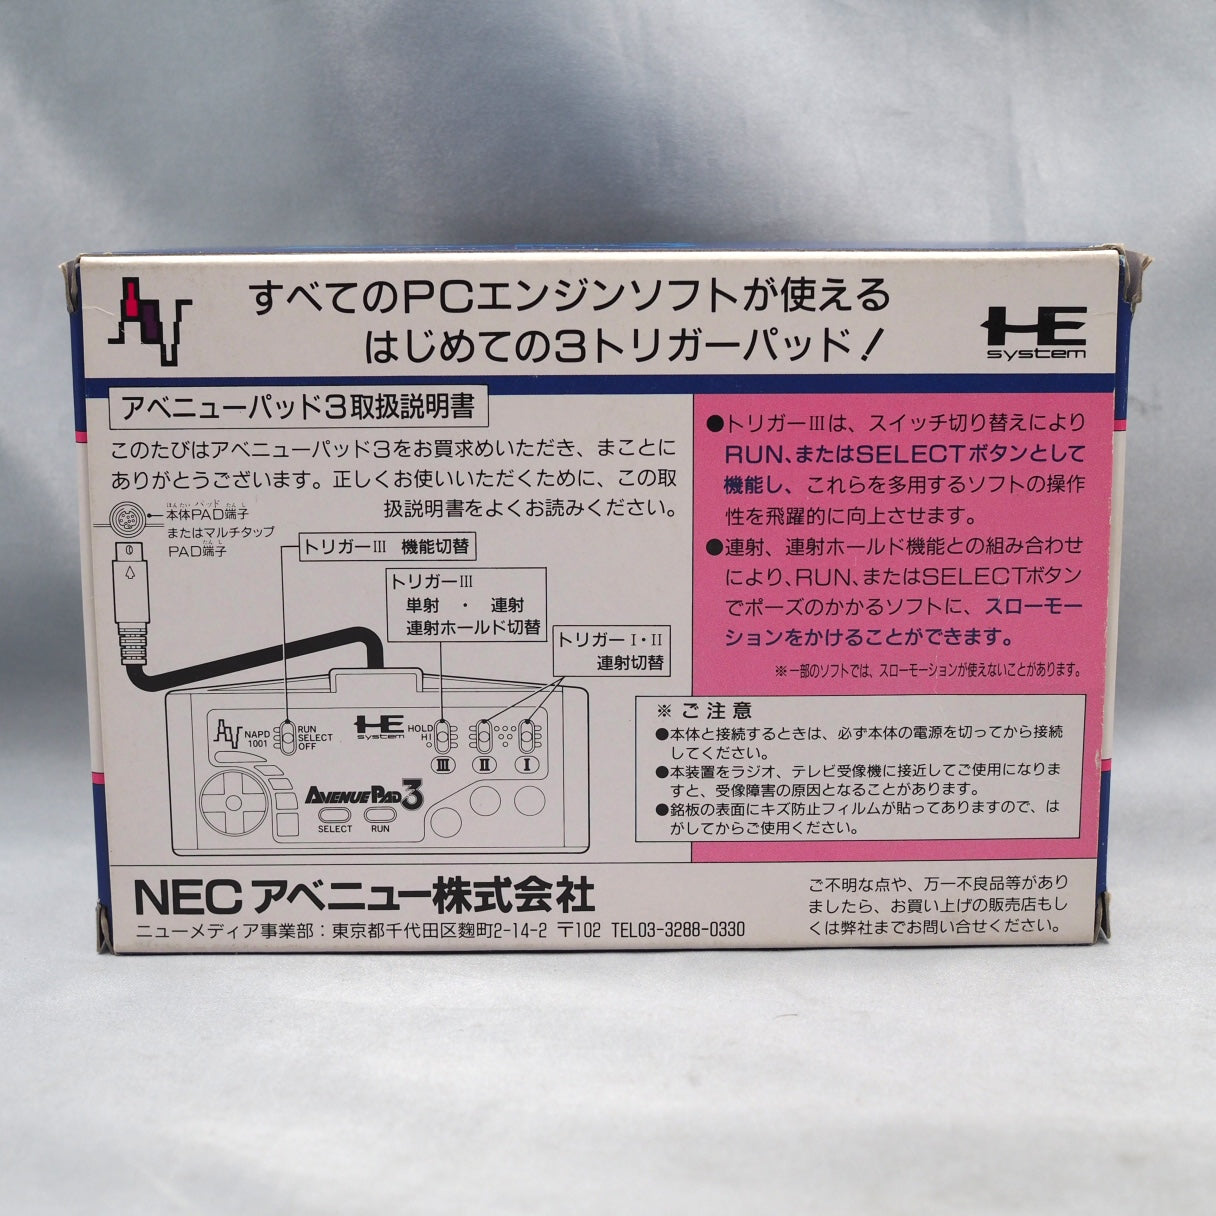 すべてのPCエンジンソフトが使える
はじめての3トリガーパッド!
HE
system
アベニューパッド3取扱説明書
このたびはアベニューパッド3をお買求めいただき、まことに
ありがとうございます。正しくお使いいただくために、この取
扱説明書をよくお読みください。
ほんたい パッド たんし
本体PAD端子
またはマルチタップ
たんし
PAD端子
トリガーIII 機能切替
トリガーIII
単射 ・ 連射
連射ホールド切替
トリガーI・II
連射切替
NAPD
1001
RUN
SELECT
OFF
HE
system
HOLD
HI
III
II
I
AVENUE PAD 3
SELECT
RUN
●トリガーIIIは、スイッチ切り替えにより
RUN、またはSELECTボタンとして
機能し、これらを多用するソフトの操作
性を飛躍的に向上させます。
●連射、連射ホールド機能との組み合わせ
により、RUN、またはSELECTボタン
でポーズのかかるソフトに、スローモー
ションをかけることができます。
※一部のソフトでは、スローモーションが使えないことがあります。
※ご注意
●本体と接続するときは、必ず本体の電源を切ってから接続
してください。
●本装置をラジオ、テレビ受像機に接近してご使用になりま
すと、受像障害の原因となることがあります。
●銘板の表面にキズ防止フィルムが貼ってありますので、は
がしてからご使用ください。
NECアベニュー株式会社
ニューメディア事業部：東京都千代田区麹町2-14-2 〒102 TEL03-3288-0330
ご不明な点や、万一不良品等があり
ましたら、お買い上げの販売店もし
くは弊社までお問い合せください。